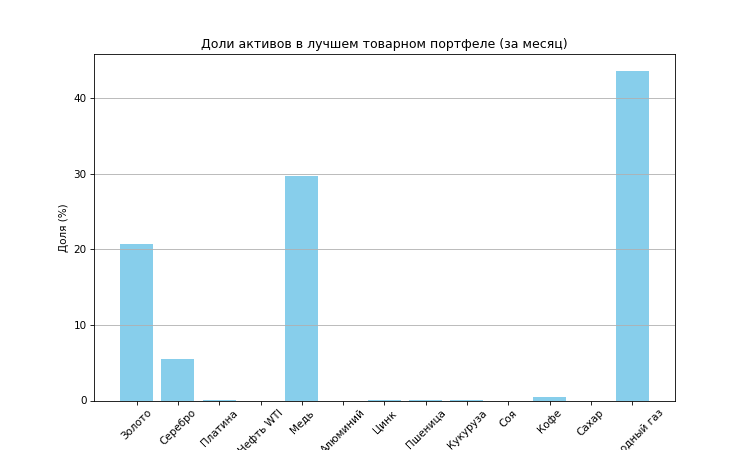 Доли активов в лучшем товарном портфеле (за месяц)
Доля (%)
40
30
20
10
0
Золото
Серебро
Платина
Нефть WTI
Медь
Алюминий
Цинк
Пшеница
Кукуруза
Соя
Кофе
Сахар
газ